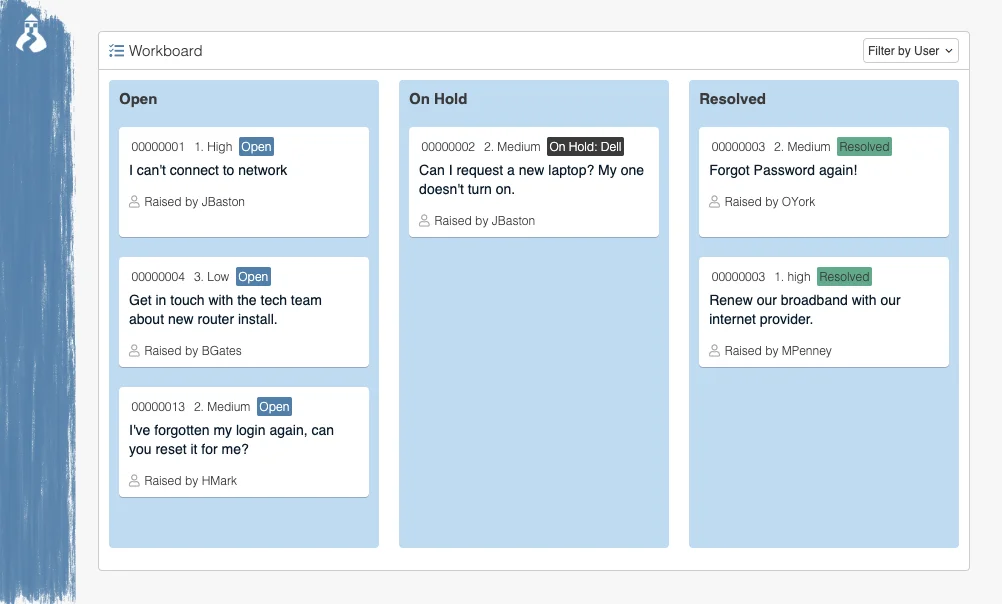 Workboard
Filter by User
Open
00000001 1. High Open
I can't connect to network
Raised by JBaston
00000004 3. Low Open
Get in touch with the tech team
about new router install.
Raised by BGates
00000013 2. Medium Open
I've forgotten my login again, can
you reset it for me?
Raised by HMark
On Hold
00000002 2. Medium On Hold: Dell
Can I request a new laptop? My one
doesn't turn on.
Raised by JBaston
Resolved
00000003 2. Medium Resolved
Forgot Password again!
Raised by OYork
00000003 1. high Resolved
Renew our broadband with our
internet provider.
Raised by MPenney